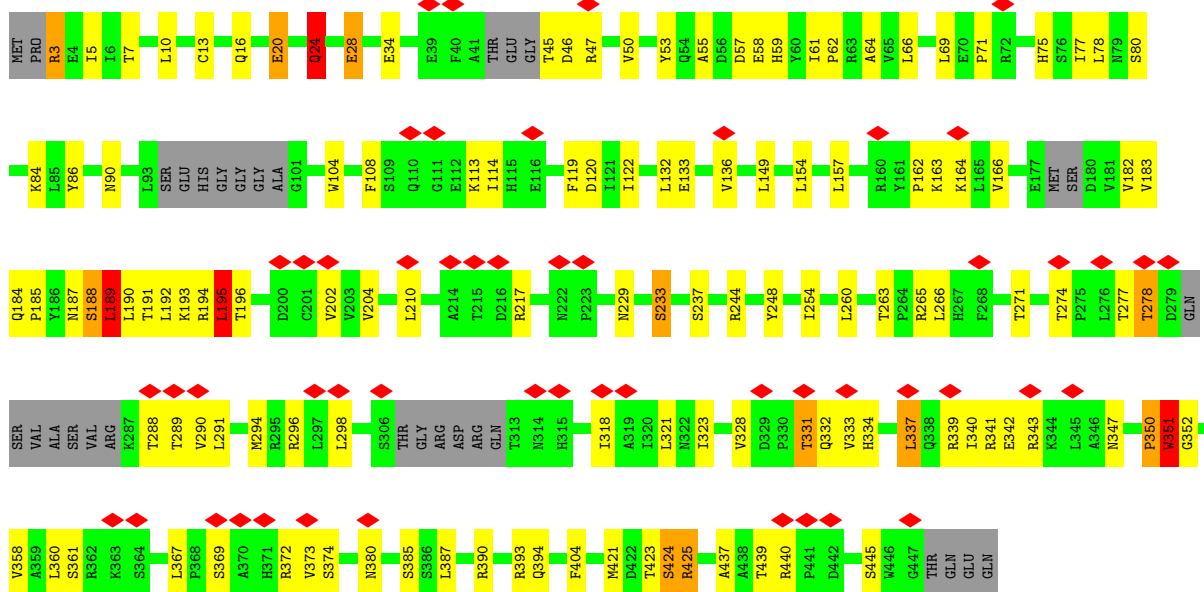 MET PRO R3 E4 I5 I6 T7 L10 C13 Q16 E20 Q24 E28 E34 E39 F40 A41 THR GLU GLY T45 D46 R47 V50 Y53 Q54 A55 D56 D57 E58 H59 Y60 I61 P62 R63 A64 V65 L66 L69 E70 P71 R72 H75 S76 I77 L78 N79 S80
K84 L85 Y86 N90 L93 SER GLU HIS GLY GLY GLY ALA G101 W104 F108 S109 Q110 G111 E112 K113 I114 H115 E116 F119 D120 I121 I122 L132 E133 V136 L149 L154 L157 R160 Y161 P162 K163 K164 L165 V166 E177 MET SER D180 V181 V182 V183
Q184 P185 Y186 N187 S188 L189 L190 T191 L192 K193 R194 L195 T196 D200 C201 V202 V203 V204 L210 A214 T215 D216 R217 N222 P223 N229 S233 S237 R244 Y248 I254 L260 T263 P264 R265 L266 H267 F268 T271 T274 P275 L276 T277 T278 D279 GLN
SER VAL ALA SER VAL ARG K287 T288 T289 V290 L291 M294 R295 R296 L297 L298 S306 THR GLY ARG ASP ARG GLN T313 N314 H315 I318 A319 I320 L321 N322 I323 V328 D329 P330 T331 Q332 V333 H334 L337 Q338 R339 I340 R341 E342 R343 K344 L345 A346 N347 P350 W351 G352
V358 A359 L360 S361 R362 K363 S364 L367 P368 S369 A370 H371 R372 V373 S374 N380 S385 S386 L387 R390 R393 Q394 F404 M421 D422 T423 S424 R425 A437 A438 T439 R440 P441 D442 S445 W446 G447 THR GLN GLU GLN